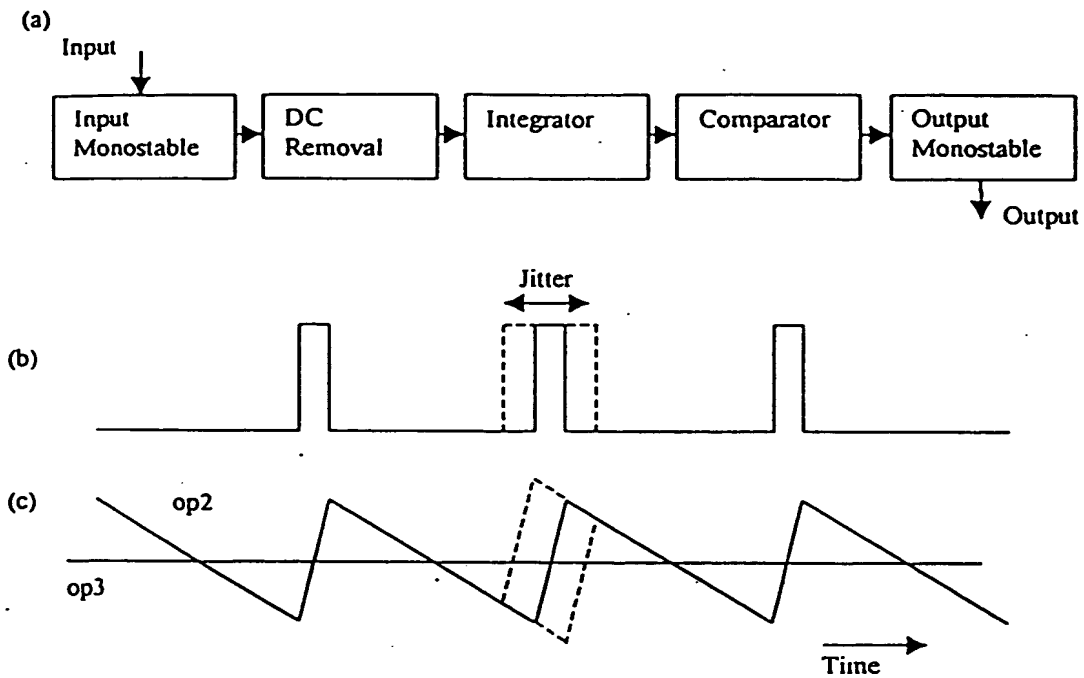 (a)
Input
Input
Monostable
DC
Removal
Integrator
Comparator
Output
Monostable
Output
Jitter
(b)
(c)
op2
op3
Time